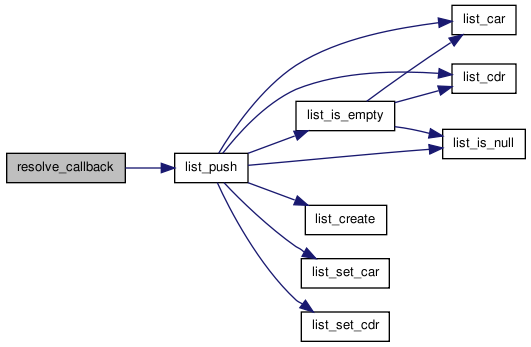 resolve_callback
list_push
list_is_empty
list_car
list_cdr
list_is_null
list_create
list_set_car
list_set_cdr